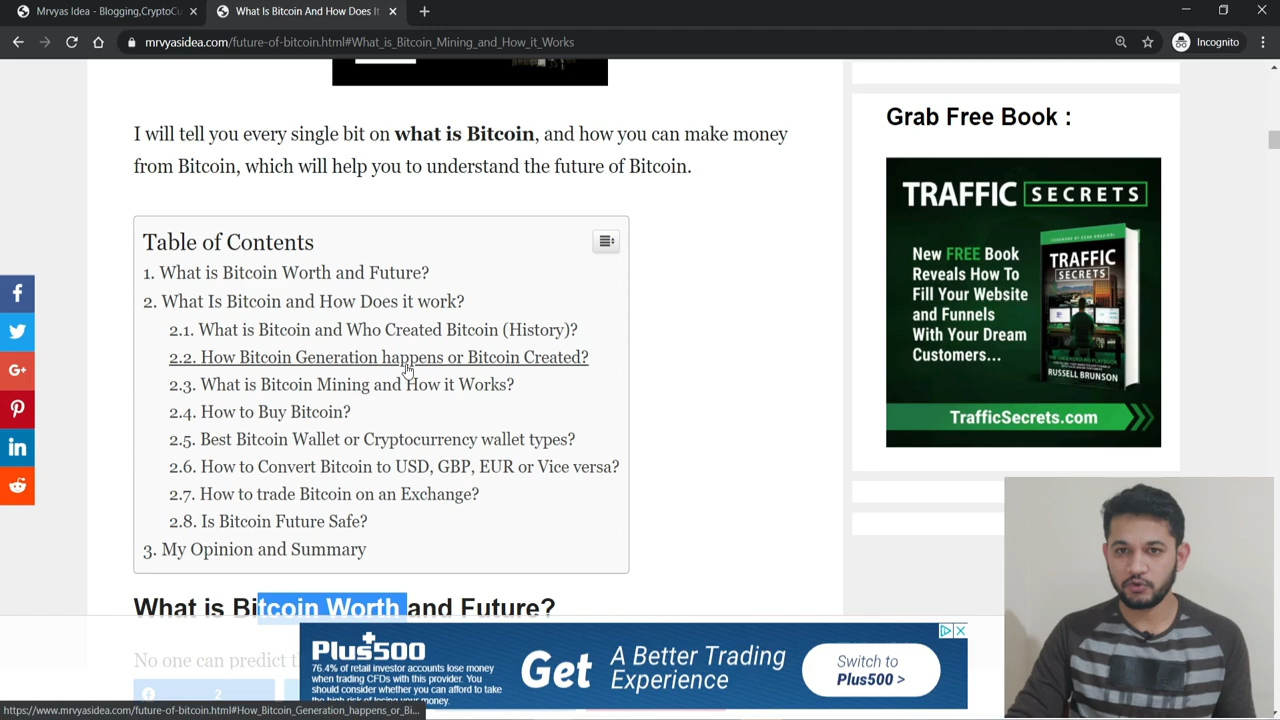 Mrvyas Idea - Blogging,CryptoCu
What Is Bitcoin And How Does It
mrvyasidea.com/future-of-bitcoin.html#What_is_Bitcoin_Mining_and_How_it_Works
Incognito
I will tell you every single bit on what is Bitcoin, and how you can make money
from Bitcoin, which will help you to understand the future of Bitcoin.
Table of Contents
1. What is Bitcoin Worth and Future?
2. What Is Bitcoin and How Does it work?
2.1. What is Bitcoin and Who Created Bitcoin (History)?
2.2. How Bitcoin Generation happens or Bitcoin Created?
2.3. What is Bitcoin Mining and How it Works?
2.4. How to Buy Bitcoin?
2.5. Best Bitcoin Wallet or Cryptocurrency wallet types?
2.6. How to Convert Bitcoin to USD, GBP, EUR or Vice versa?
2.7. How to trade Bitcoin on an Exchange?
2.8. Is Bitcoin Future Safe?
3. My Opinion and Summary
What is Bitcoin Worth and Future?
No one can predict t
2
Grab Free Book :
TRAFFIC SECRETS
New FREE Book
Reveals How To
Fill Your Website
and Funnels
With Your Dream
Customers...
TRAFFIC
SECRETS
RUSSELL BRUNSON
TrafficSecrets.com
Plus500
76.4% of retail investor accounts lose money
when trading CFDs with this provider. You
should consider whether you can afford to take
the high risk of losing your money.
Get
A Better Trading
Experience
Switch to
Plus500 >
https://www.mrvyasidea.com/future-of-bitcoin.html#How_Bitcoin_Generation_happens_or_Bi...